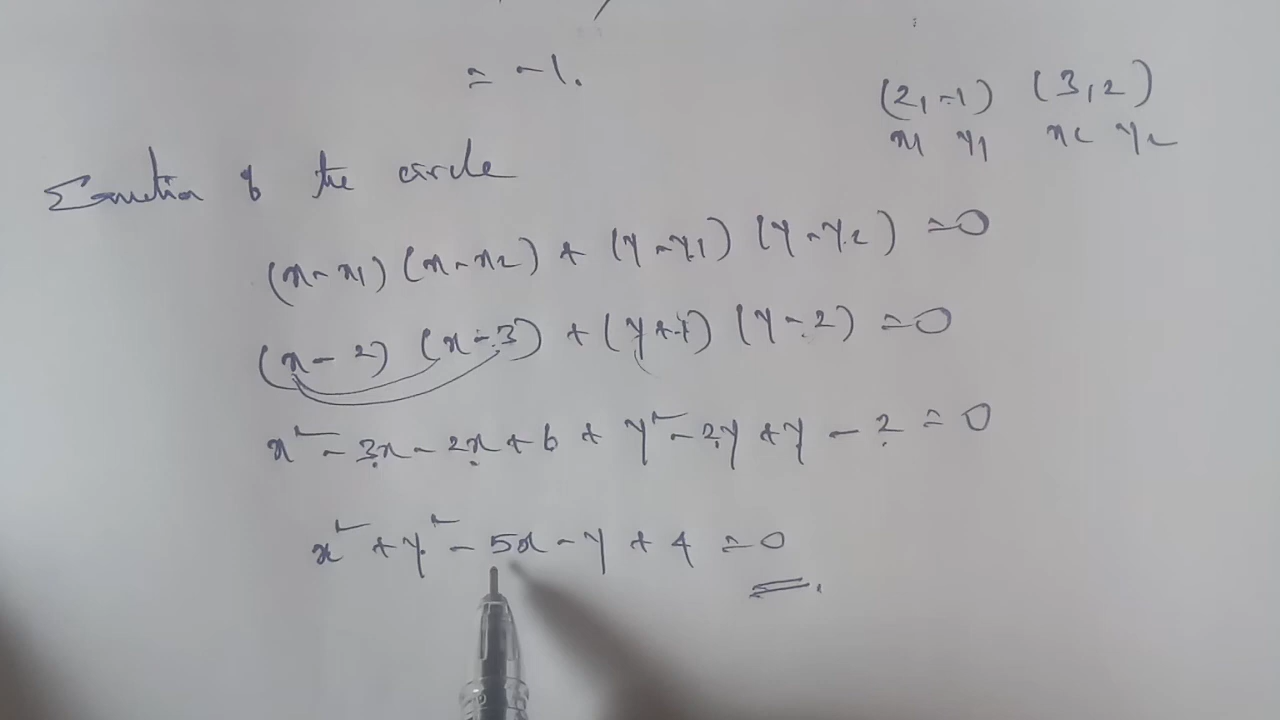 = -1.
(2, -1) (3, 2)
x1 y1 x2 y2
Equation of the circle
(x - x1) (x - x2) + (y - y1) (y - y2) = 0
(x - 2) (x - 3) + (y + 1) (y - 2) = 0
x² - 3x - 2x + 6 + y² - 2y + y - 2 = 0
x² + y² - 5x - y + 4 = 0